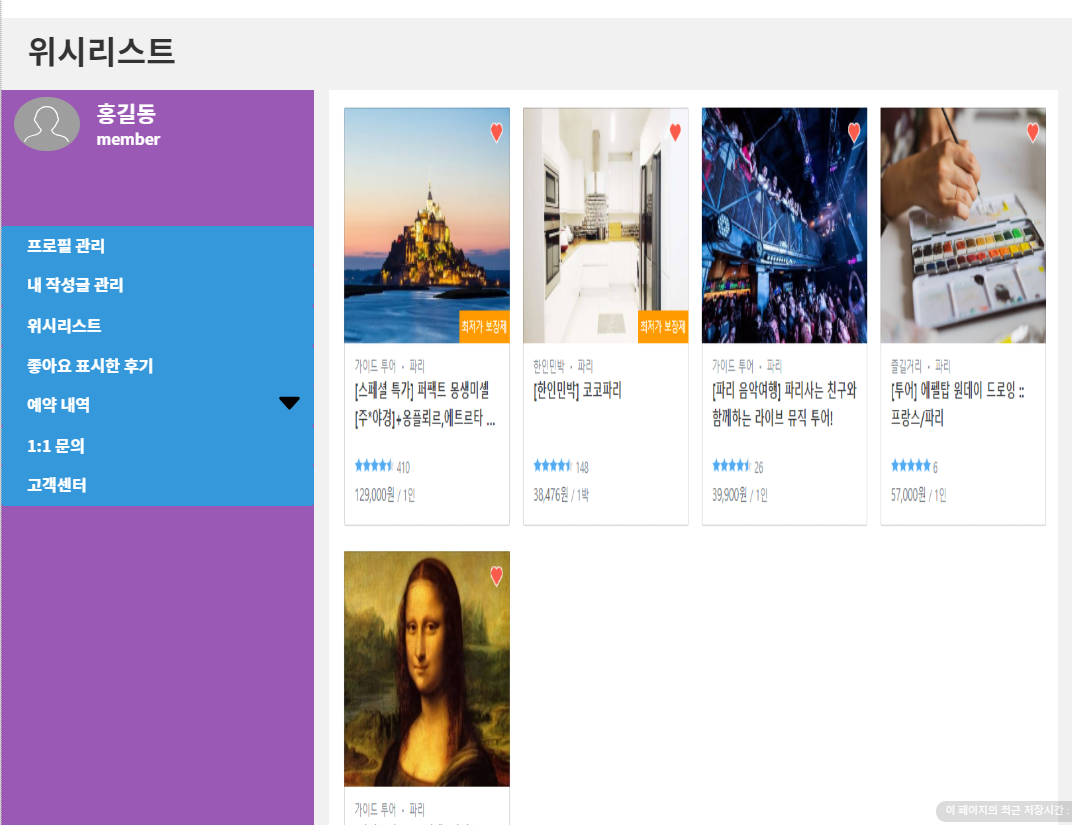 위시리스트
홍길동
member
프로필 관리
내 작성글 관리
위시리스트
좋아요 표시한 후기
예약 내역
1:1 문의
고객센터
최저가 보장제
가이드 투어 · 파리
[스페셜 특가] 퍼팩트 몽생미셸
[주*야경]+옹플뢰르,에트르타 ...
410
129,000원 / 1인
최저가 보장제
한인민박 · 파리
[한인민박] 코코파리
148
38,476원 / 1박
가이드 투어 · 파리
[파리 음악여행] 파리사는 친구와
함께하는 라이브 뮤직 투어!
26
39,900원 / 1인
즐길거리 · 파리
[투어] 에펠탑 원데이 드로잉 ::
프랑스/파리
6
57,000원 / 1인
가이드 투어 · 파리
이 페이지의 최근 저장시간 :